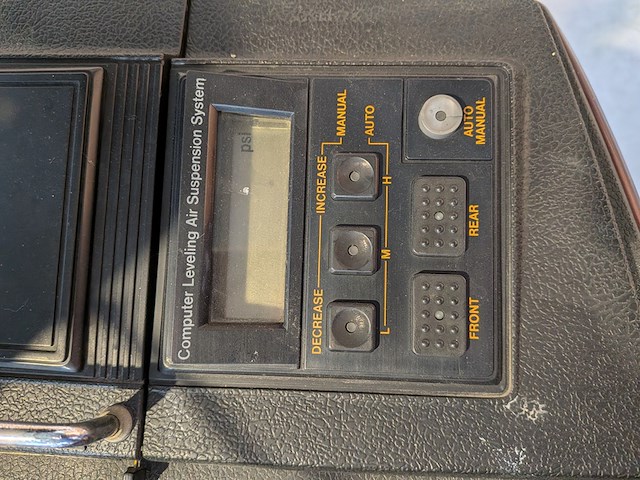 Computer Leveling Air Suspension System
psi
DECREASE INCREASE MANUAL
L M H AUTO
AUTO
MANUAL
FRONT REAR